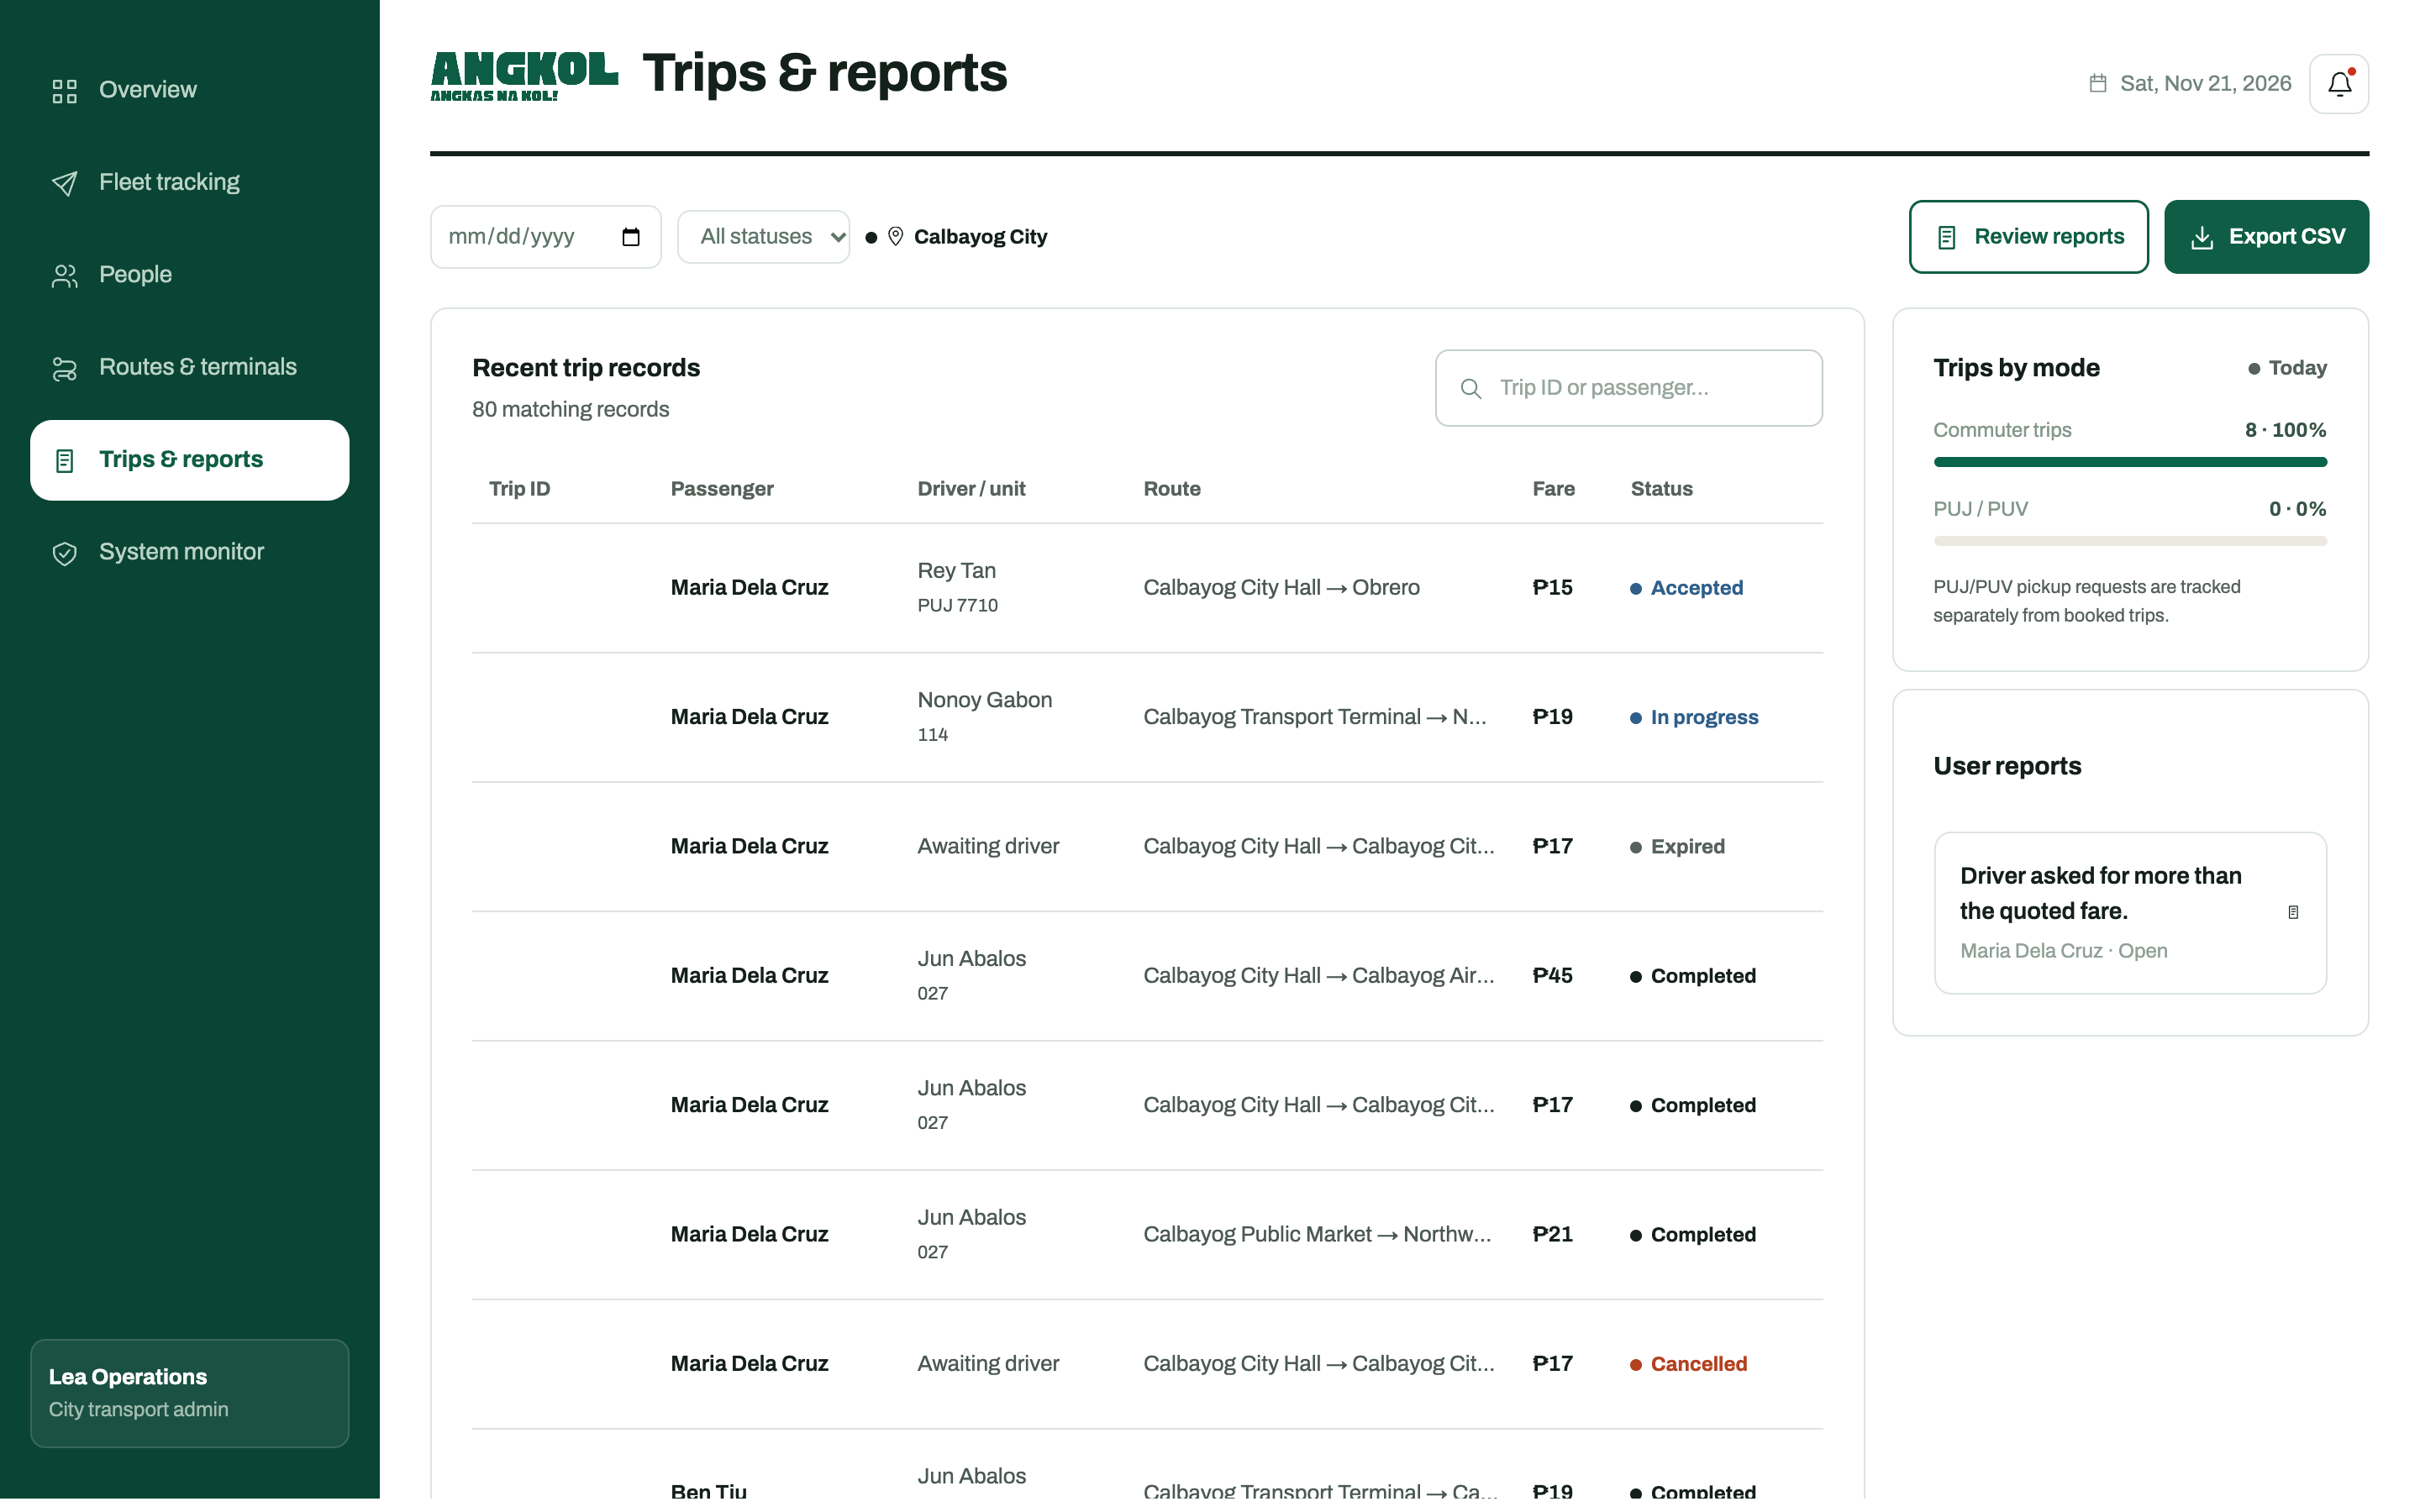 Overview
Fleet tracking
People
Routes & terminals
Trips & reports
System monitor
Lea Operations
City transport admin
ANGKOL
ANGKAS NA KOL!
Trips & reports
Sat, Nov 21, 2026
mm/dd/yyyy
All statuses
Calbayog City
Review reports
Export CSV
Recent trip records
80 matching records
Trip ID or passenger...
Trip ID Passenger Driver / unit Route Fare Status
Maria Dela Cruz Rey Tan Calbayog City Hall → Obrero ₱15 Accepted
PUJ 7710
Maria Dela Cruz Nonoy Gabon Calbayog Transport Terminal → N... ₱19 In progress
114
Maria Dela Cruz Awaiting driver Calbayog City Hall → Calbayog Cit... ₱17 Expired
Maria Dela Cruz Jun Abalos Calbayog City Hall → Calbayog Air... ₱45 Completed
027
Maria Dela Cruz Jun Abalos Calbayog City Hall → Calbayog Cit... ₱17 Completed
027
Maria Dela Cruz Jun Abalos Calbayog Public Market → Northw... ₱21 Completed
027
Maria Dela Cruz Awaiting driver Calbayog City Hall → Calbayog Cit... ₱17 Cancelled
Ben Tiu Jun Abalos Calbayog Transport Terminal → Ca... ₱19 Completed
Trips by mode
Today
Commuter trips 8 · 100%
PUJ / PUV 0 · 0%
PUJ/PUV pickup requests are tracked
separately from booked trips.
User reports
Driver asked for more than
the quoted fare.
Maria Dela Cruz · Open